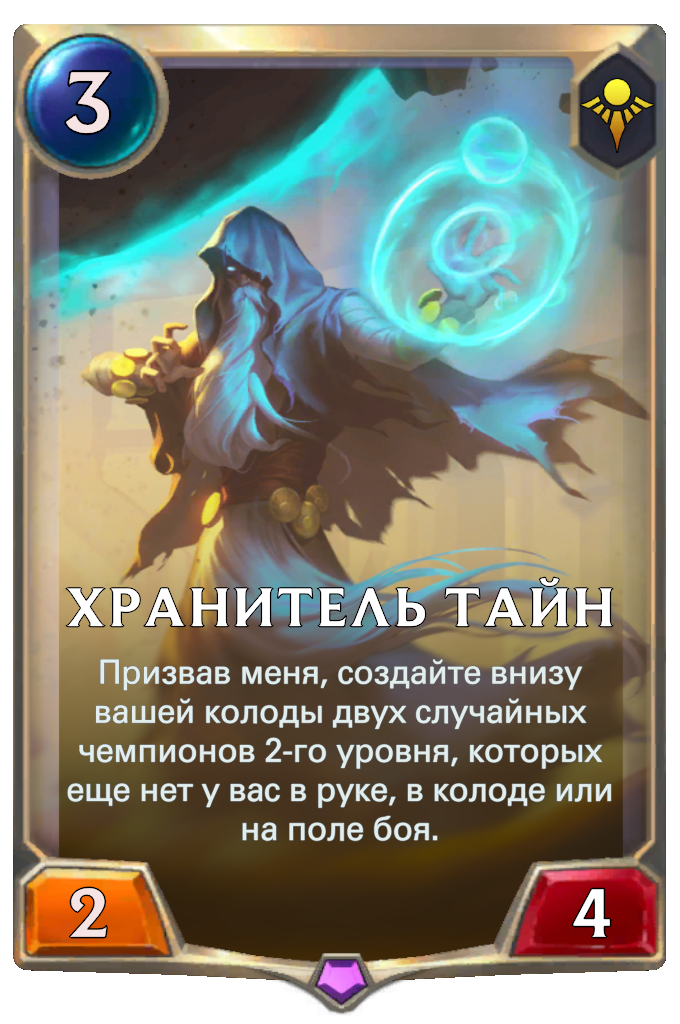 3
ХРАНИТЕЛЬ ТАЙН
Призвав меня, создайте внизу
вашей колоды двух случайных
чемпионов 2-го уровня, которых
еще нет у вас в руке, в колоде или
на поле боя.
2
4